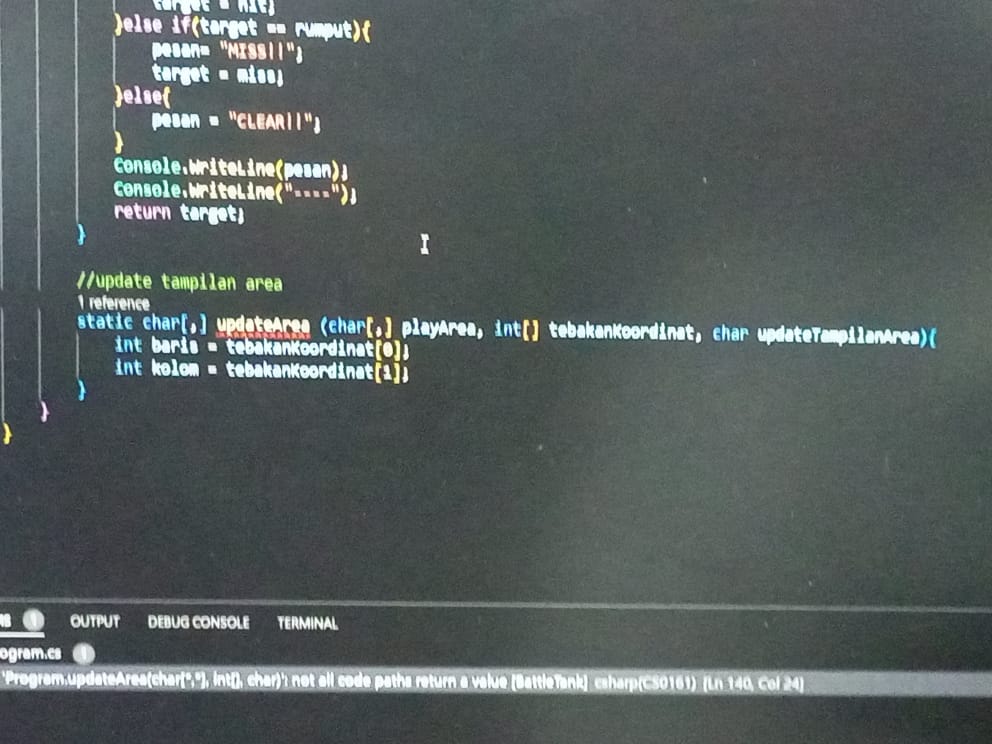 target = hit;
}else if(target == rumput){
pesan= "MISS!!";
target = miss;
}else{
pesan = "CLEAR!!";
}
Console.WriteLine(pesan);
Console.WriteLine("----");
return target;
}
//update tampilan area
1 reference
static char[,] updateArea (char[,] playArea, int[] tebakanKoordinat, char updateTampilanArea){
int baris = tebakanKoordinat[0];
int kolom = tebakanKoordinat[1];
}
}
}
1 OUTPUT DEBUG CONSOLE TERMINAL
ogram.cs 1
'Program.updateArea(char[*,*], int[], char)': not all code paths return a value [BattleTank] csharp(CS0161) [Ln 140, Col 24]